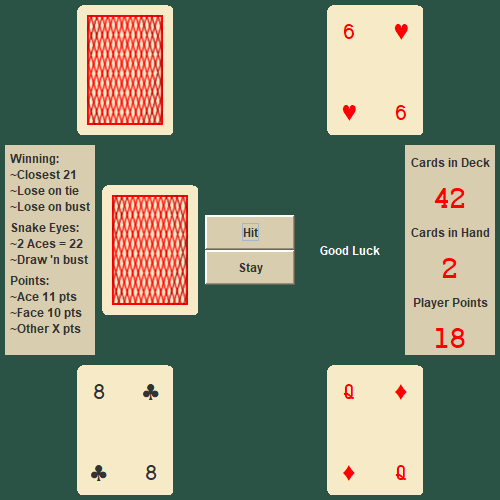 6 ♥
♥ 6
Winning:
~Closest 21
~Lose on tie
~Lose on bust
Snake Eyes:
~2 Aces = 22
~Draw 'n bust
Points:
~Ace 11 pts
~Face 10 pts
~Other X pts
Hit
Stay
Good Luck
Cards in Deck
42
Cards in Hand
2
Player Points
18
8 ♣
♣ 8
Q ♦
♦ Q